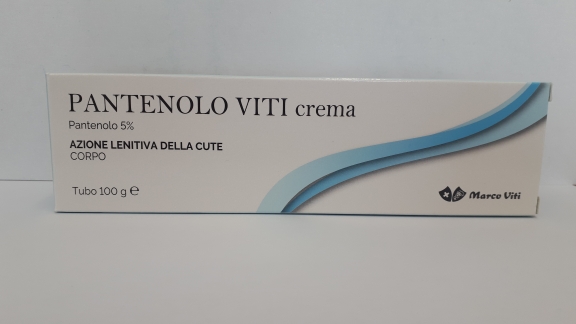 PANTENOLO VITI crema
Pantenolo 5%
AZIONE LENITIVA DELLA CUTE
CORPO
Tubo 100 g ℮
Marco Viti